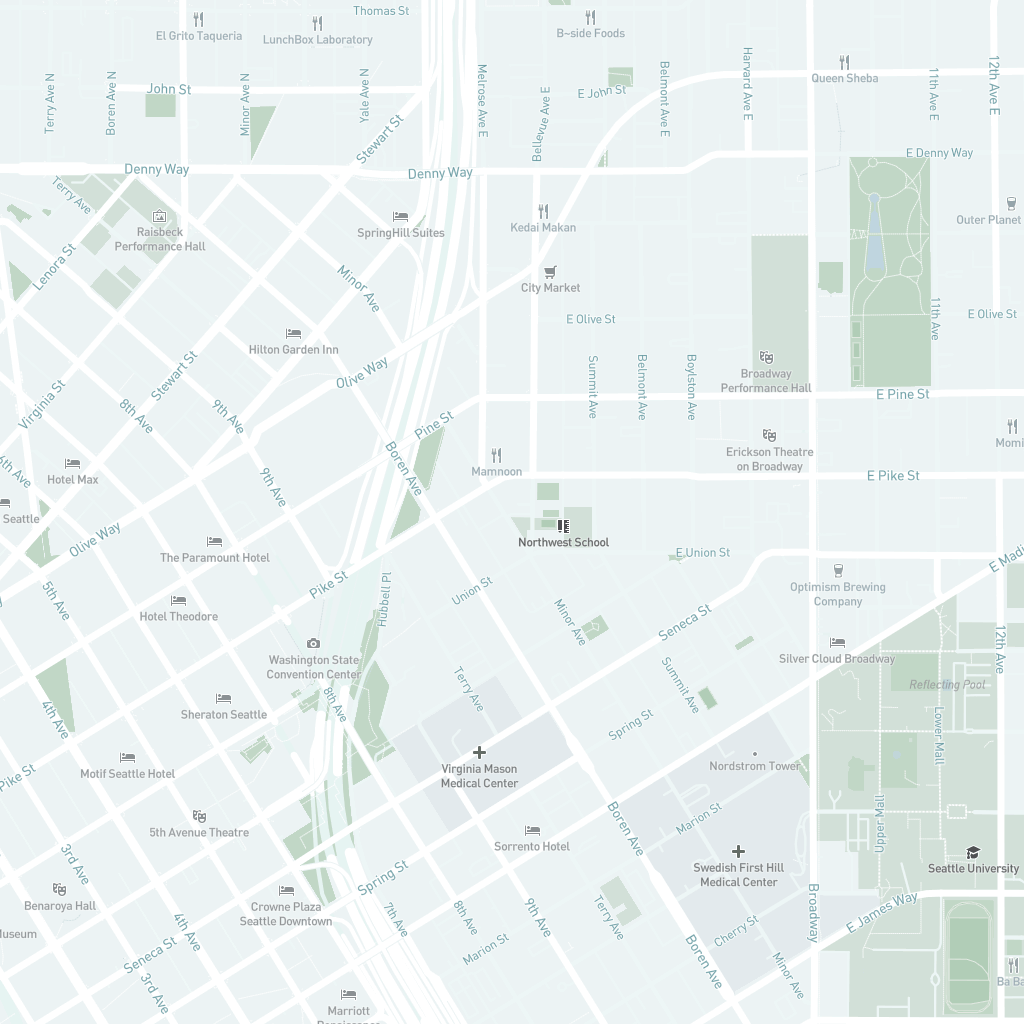 Thomas St
El Grito Taqueria
LunchBox Laboratory
B~side Foods
Queen Sheba
Terry Ave N
Boren Ave N
John St
Minor Ave N
Yale Ave N
Stewart St
Melrose Ave E
Bellevue Ave E
E John St
Belmont Ave E
Harvard Ave E
11th Ave E
12th Ave E
Denny Way
Denny Way
E Denny Way
Terry Ave
Raisbeck
Performance Hall
SpringHill Suites
Kedai Makan
Outer Planet
Lenora St
Minor Ave
City Market
E Olive St
E Olive St
11th Ave
Hilton Garden Inn
Olive Way
Stewart St
Virginia St
8th Ave
9th Ave
Summit Ave
Belmont Ave
Boylston Ave
Broadway
Performance Hall
E Pine St
Pine St
Erickson Theatre
on Broadway
Momi
6th Ave
Hotel Max
9th Ave
Boren Ave
Mamnoon
E Pike St
Seattle
Olive Way
The Paramount Hotel
Northwest School
E Union St
E Madi
5th Ave
Hotel Theodore
Pike St
Hubbell Pl
Union St
Minor Ave
Seneca St
Optimism Brewing
Company
Washington State
Convention Center
Silver Cloud Broadway
12th Ave
4th Ave
Sheraton Seattle
8th Ave
Terry Ave
Summit Ave
Reflecting Pool
Spring St
Lower Mall
Pike St
Motif Seattle Hotel
Virginia Mason
Medical Center
Nordstrom Tower
5th Avenue Theatre
Sorrento Hotel
Boren Ave
Marion St
Upper Mall
3rd Ave
Swedish First Hill
Medical Center
Seattle University
Spring St
Benaroya Hall
Crowne Plaza
Seattle Downtown
7th Ave
8th Ave
9th Ave
Terry Ave
Broadway
E James Way
Museum
4th Ave
Seneca St
Marion St
Cherry St
Boren Ave
Minor Ave
3rd Ave
Marriott
Renaissance
Ba Ba